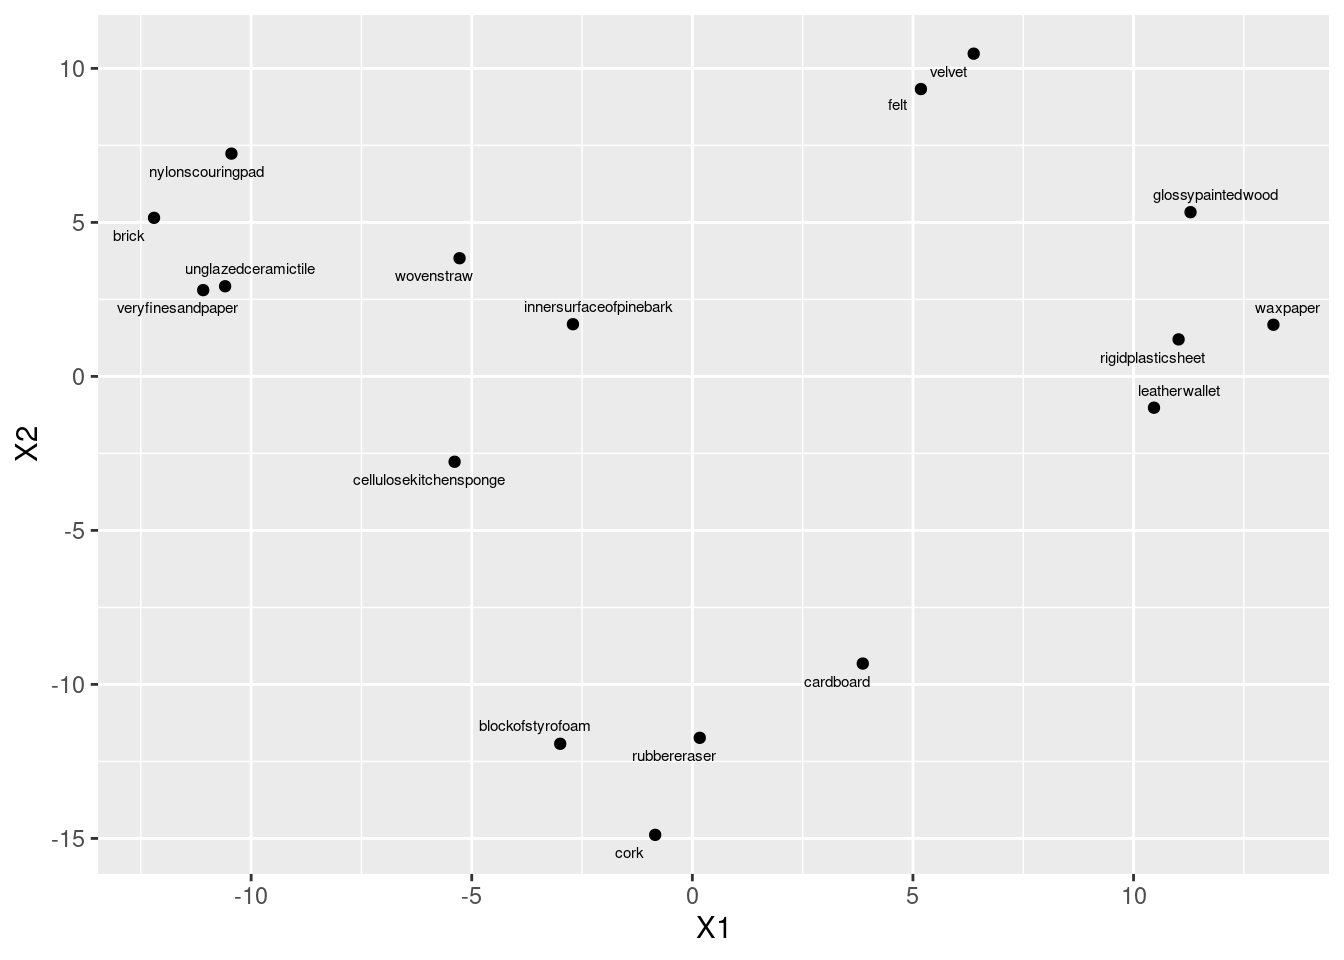 10
velvet
felt
nylonscouringpad
glossypaintedwood
5
brick
unglazedceramictile
wovenstraw
veryfinesandpaper
innersurfaceofpinebark
waxpaper
rigidplasticsheet
0
leatherwallet
X2
cellulosekitchensponge
-5
-10
cardboard
blockofstyrofoam
rubbereraser
-15
cork
-10 -5 0 5 10
X1